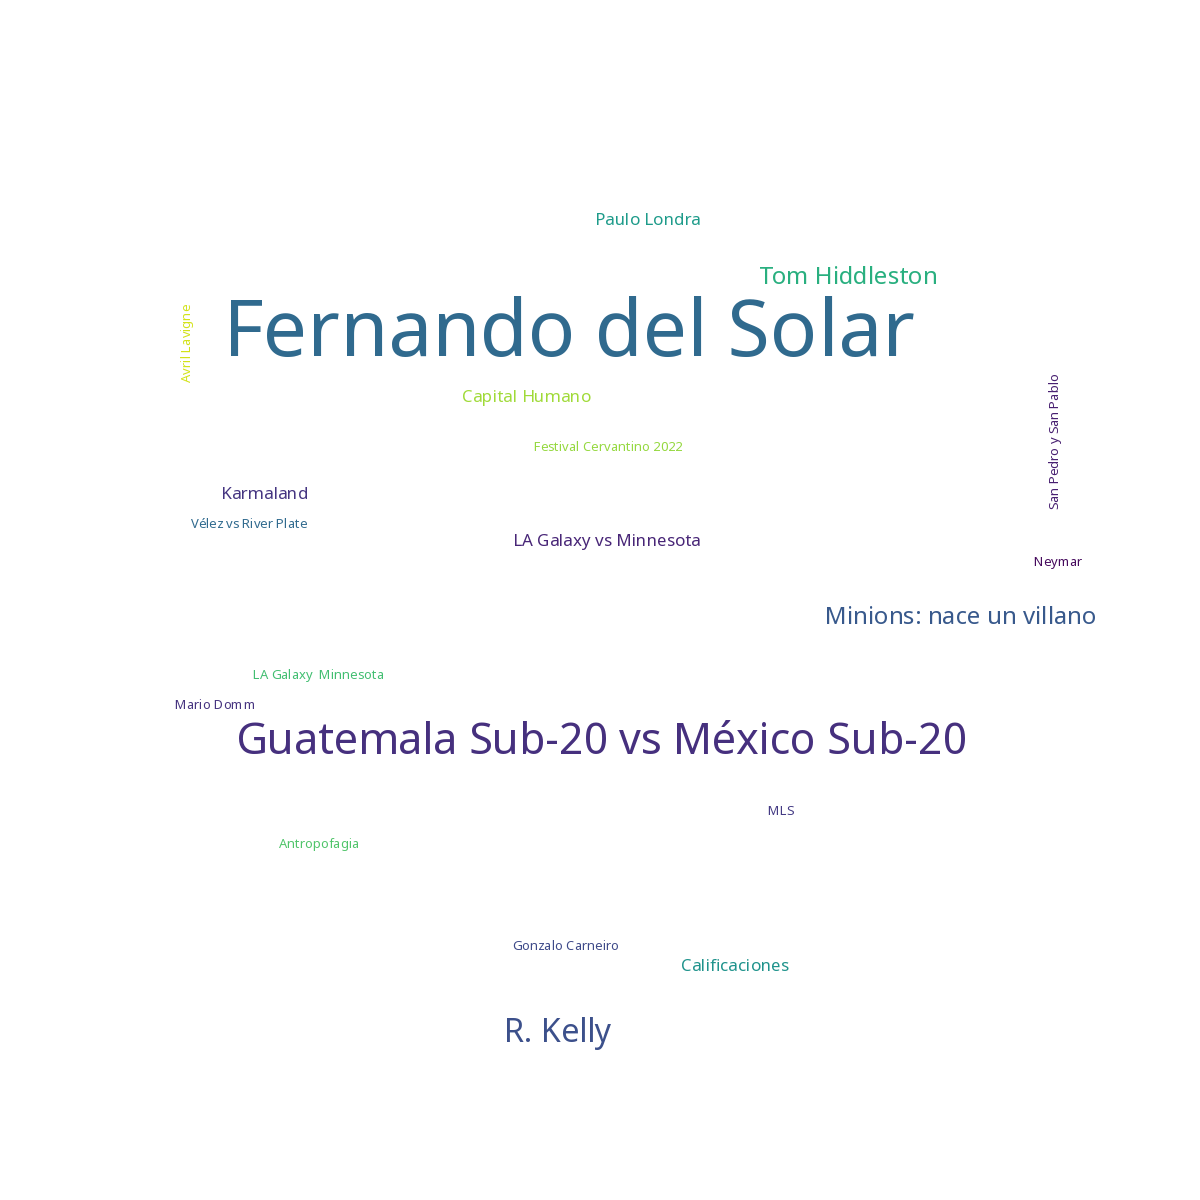 Paulo Londra
Tom Hiddleston
Fernando del Solar
Avril Lavigne
Capital Humano
San Pedro y San Pablo
Festival Cervantino 2022
Karmaland
Vélez vs River Plate
LA Galaxy vs Minnesota
Neymar
Minions: nace un villano
LA Galaxy  Minnesota
Mario Domm
Guatemala Sub-20 vs México Sub-20
MLS
Antropofagia
Gonzalo Carneiro
Calificaciones
R. Kelly